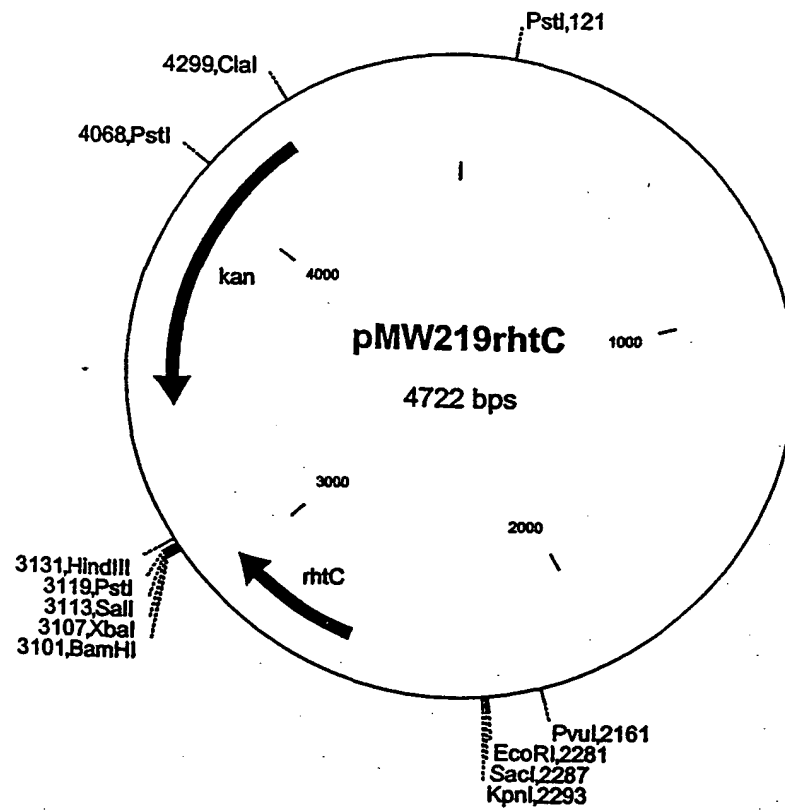 PstI,121
4299,ClaI
4068,PstI
kan
4000
pMW219rhtC
1000
4722 bps
3000
2000
rhtC
3131,HindIII
3119,PstI
3113,SalI
3107,XbaI
3101,BamHI
PvuI,2161
EcoRI,2281
SacI,2287
KpnI,2293